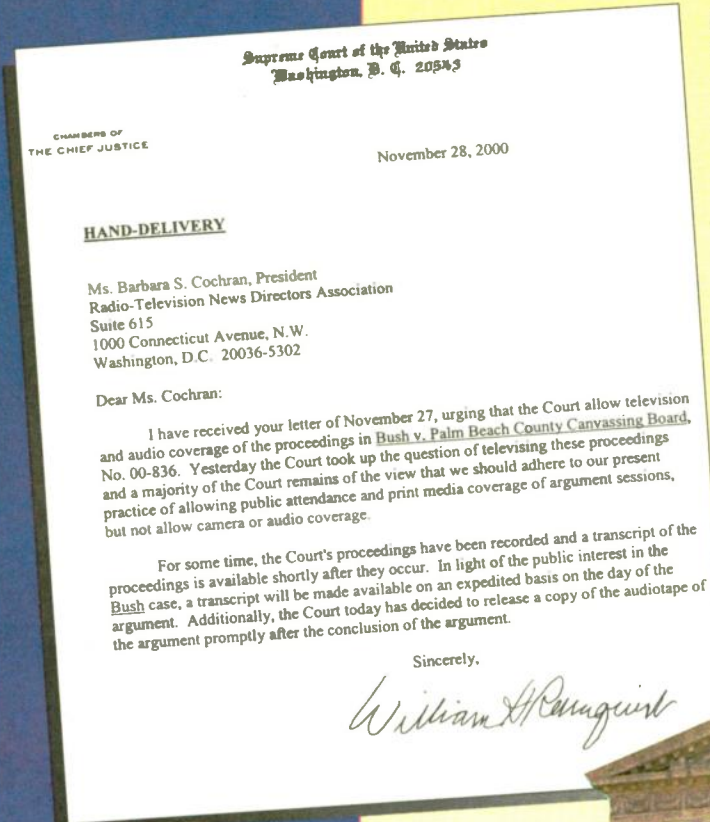 Supreme Court of the United States
Washington, D. C. 20543
CHAMBERS OF
THE CHIEF JUSTICE
November 28, 2000
HAND-DELIVERY
Ms. Barbara S. Cochran, President
Radio-Television News Directors Association
Suite 615
1000 Connecticut Avenue, N.W.
Washington, D.C. 20036-5302
Dear Ms. Cochran:
I have received your letter of November 27, urging that the Court allow television
and audio coverage of the proceedings in Bush v. Palm Beach County Canvassing Board,
No. 00-836. Yesterday the Court took up the question of televising these proceedings
and a majority of the Court remains of the view that we should adhere to our present
practice of allowing public attendance and print media coverage of argument sessions,
but not allow camera or audio coverage.
For some time, the Court's proceedings have been recorded and a transcript of the
proceedings is available shortly after they occur. In light of the public interest in the
Bush case, a transcript will be made available on an expedited basis on the day of the
argument. Additionally, the Court today has decided to release a copy of the audiotape of
the argument promptly after the conclusion of the argument.
Sincerely,
William H Rehnquist